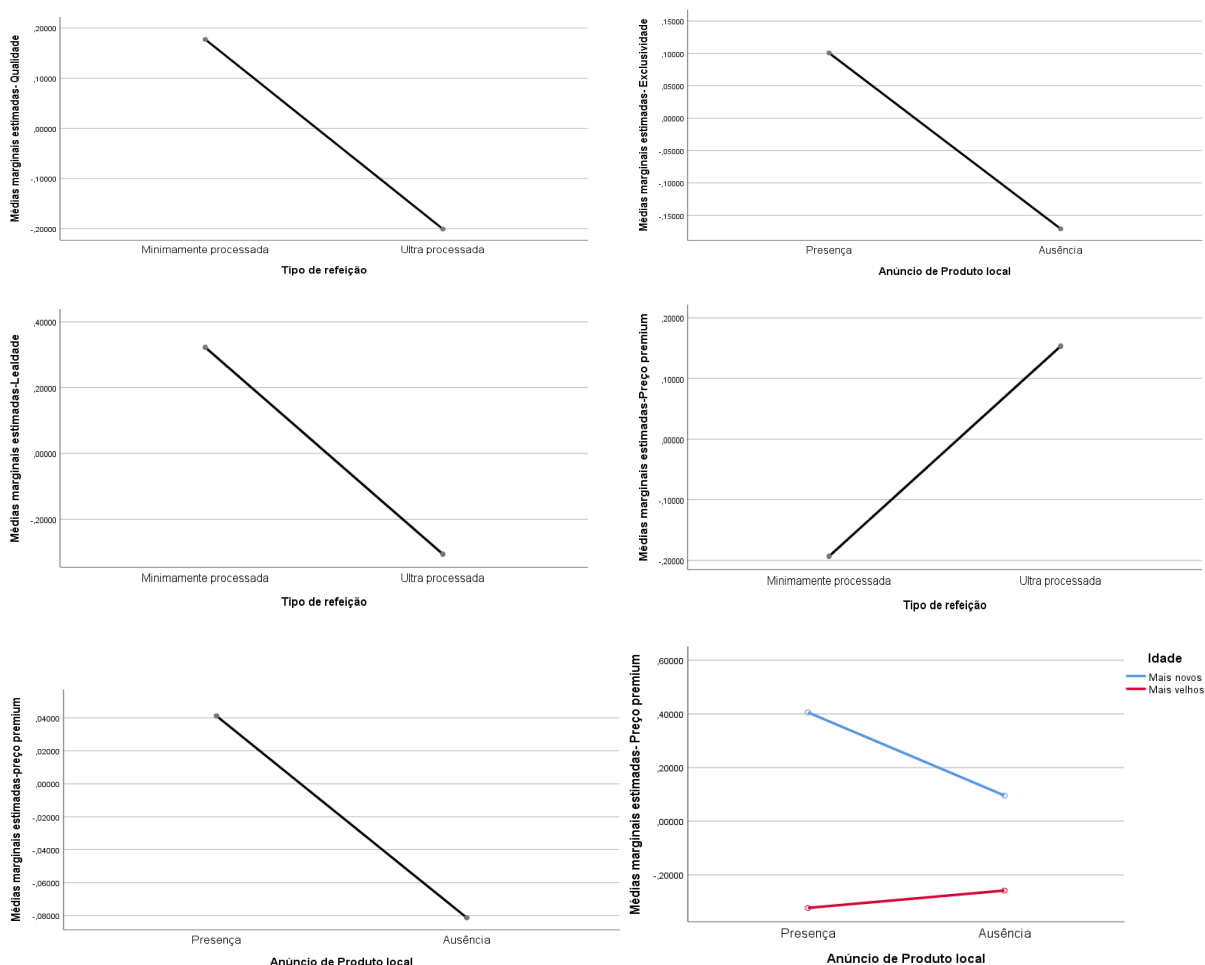 Médias marginais estimadas- Qualidade
,20000
,10000
,00000
-,10000
-,20000
Minimamente processada
Ultra processada
Tipo de refeição
Médias marginais estimadas- Exclusividade
,15000
,10000
,05000
,00000
-,05000
-,10000
-,15000
Presença
Ausência
Anúncio de Produto local
Médias marginais estimadas-Lealdade
,40000
,20000
,00000
-,20000
Minimamente processada
Ultra processada
Tipo de refeição
Médias marginais estimadas-Preço premium
,20000
,10000
,00000
-,10000
-,20000
Minimamente processada
Ultra processada
Tipo de refeição
Médias marginais estimadas-preço premium
,04000
,02000
,00000
-,02000
-,04000
-,06000
-,08000
Presença
Ausência
Anúncio de Produto local
Médias marginais estimadas- Preço premium
,60000
,40000
,20000
,00000
-,20000
Presença
Ausência
Anúncio de Produto local
Idade
Mais novos
Mais velhos